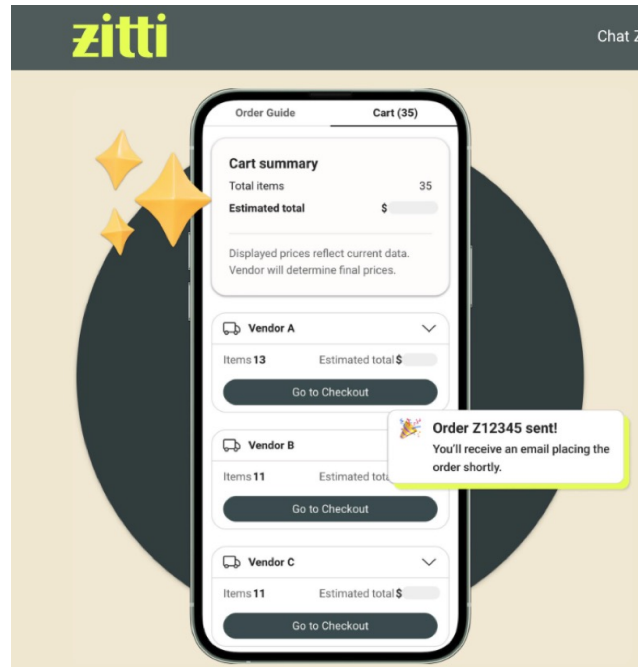 zitti
Chat Z
Order Guide
Cart (35)
Cart summary
Total items 35
Estimated total $
Displayed prices reflect current data.
Vendor will determine final prices.
Vendor A
Items 13 Estimated total $
Go to Checkout
Vendor B
Items 11 Estimated tota
Go to Checkout
Order Z12345 sent!
You'll receive an email placing the
order shortly.
Vendor C
Items 11 Estimated total $
Go to Checkout